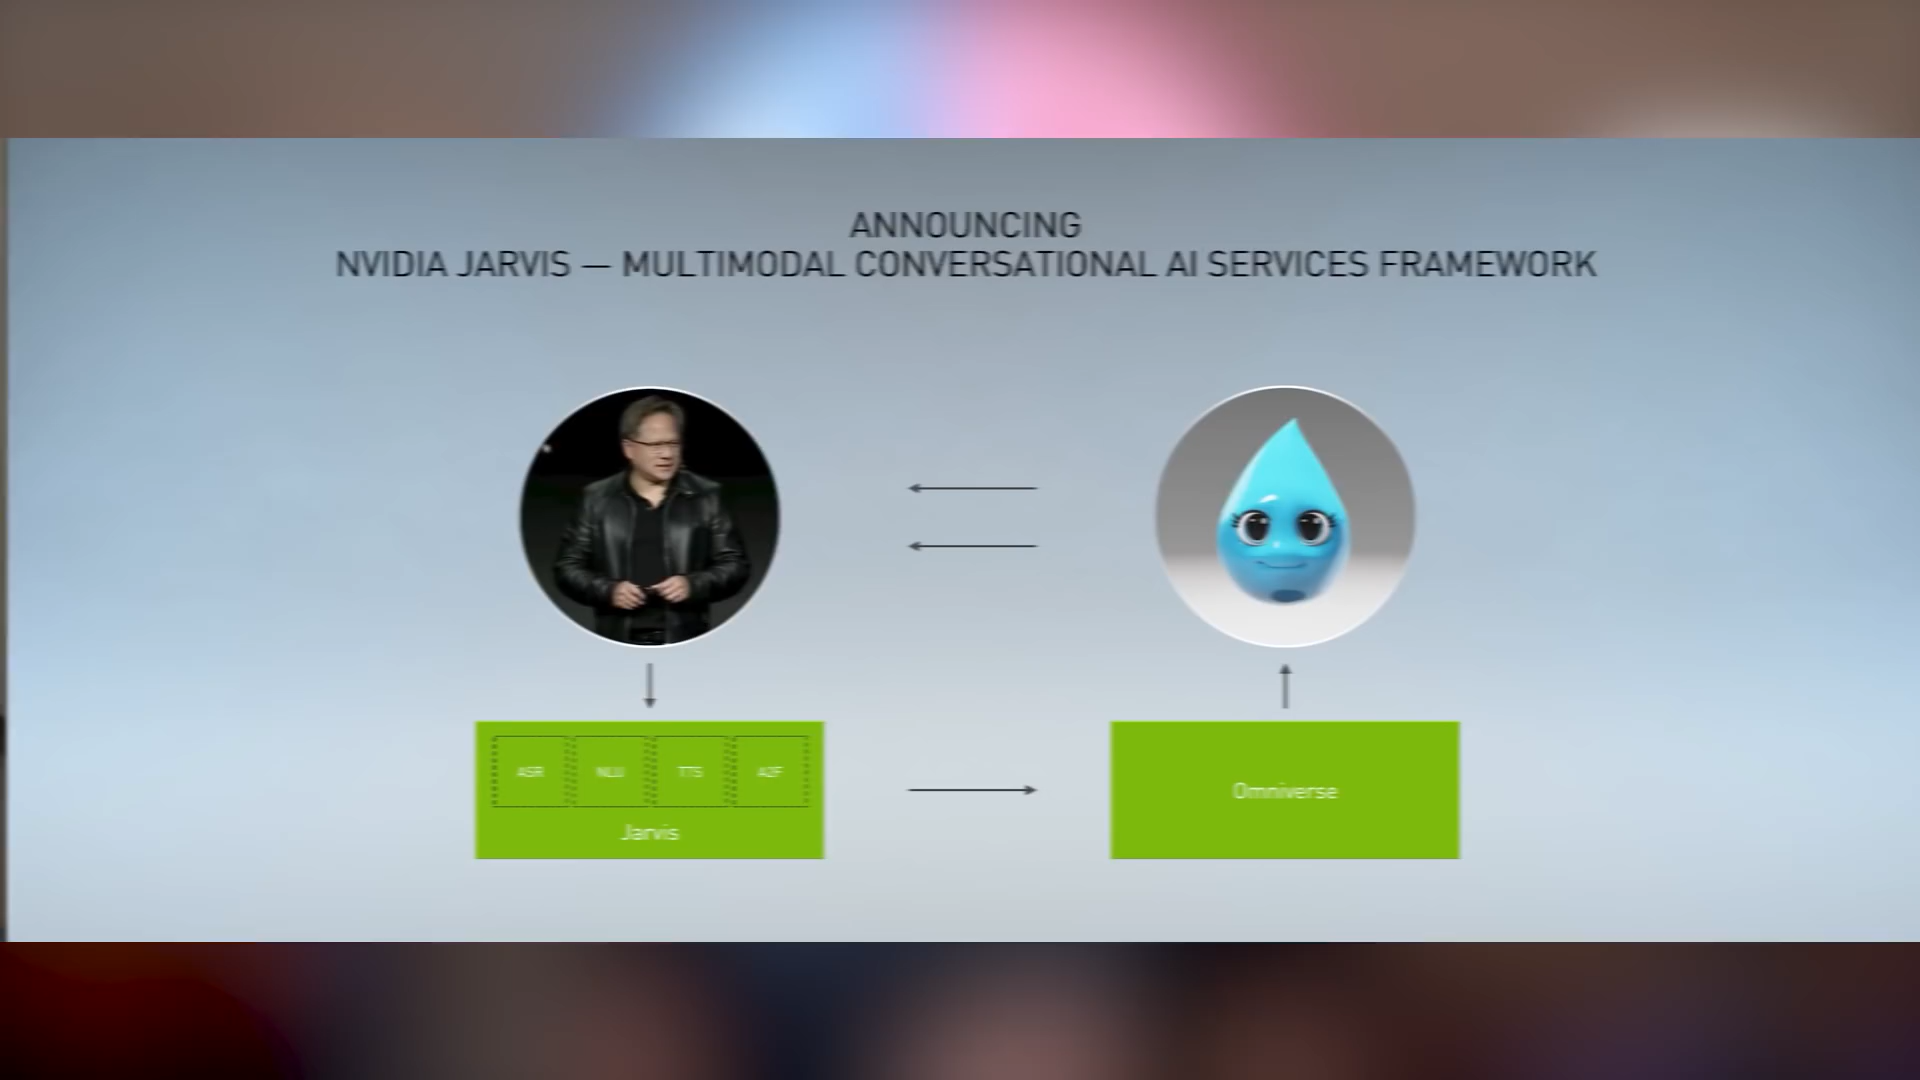 ANNOUNCING
NVIDIA JARVIS — MULTIMODAL CONVERSATIONAL AI SERVICES FRAMEWORK
ASR NLU TTS A2F
Jarvis
Omniverse